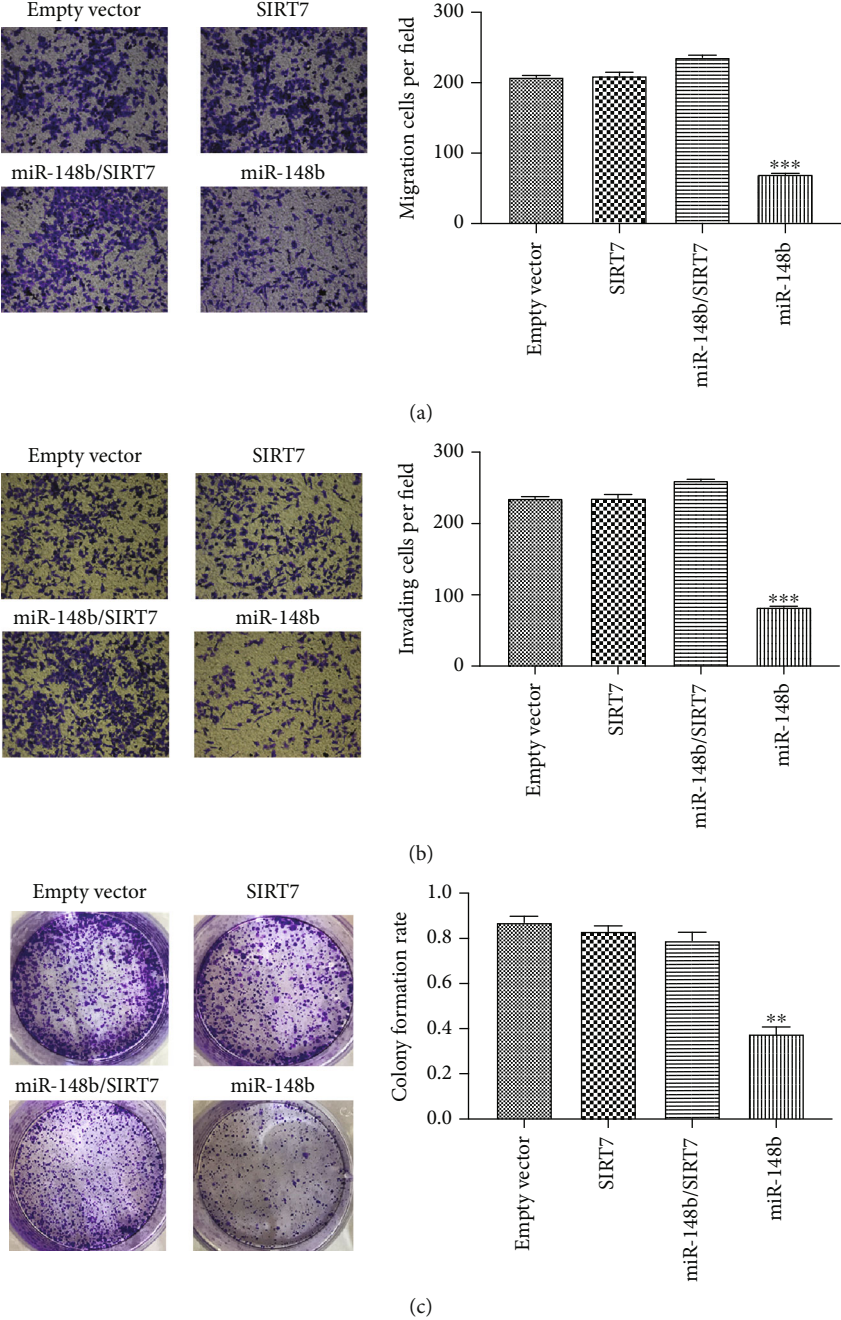 Empty vector
SIRT7
miR-148b/SIRT7
miR-148b
300
200
100
0
Migration cells per field
***
Empty vector
SIRT7
miR-148b/SIRT7
miR-148b
(a)
Empty vector
SIRT7
miR-148b/SIRT7
miR-148b
300
200
100
0
Invading cells per field
***
Empty vector
SIRT7
miR-148b/SIRT7
miR-148b
(b)
Empty vector
SIRT7
miR-148b/SIRT7
miR-148b
1.0
0.8
0.6
0.4
0.2
0.0
Colony formation rate
**
Empty vector
SIRT7
miR-148b/SIRT7
miR-148b
(c)